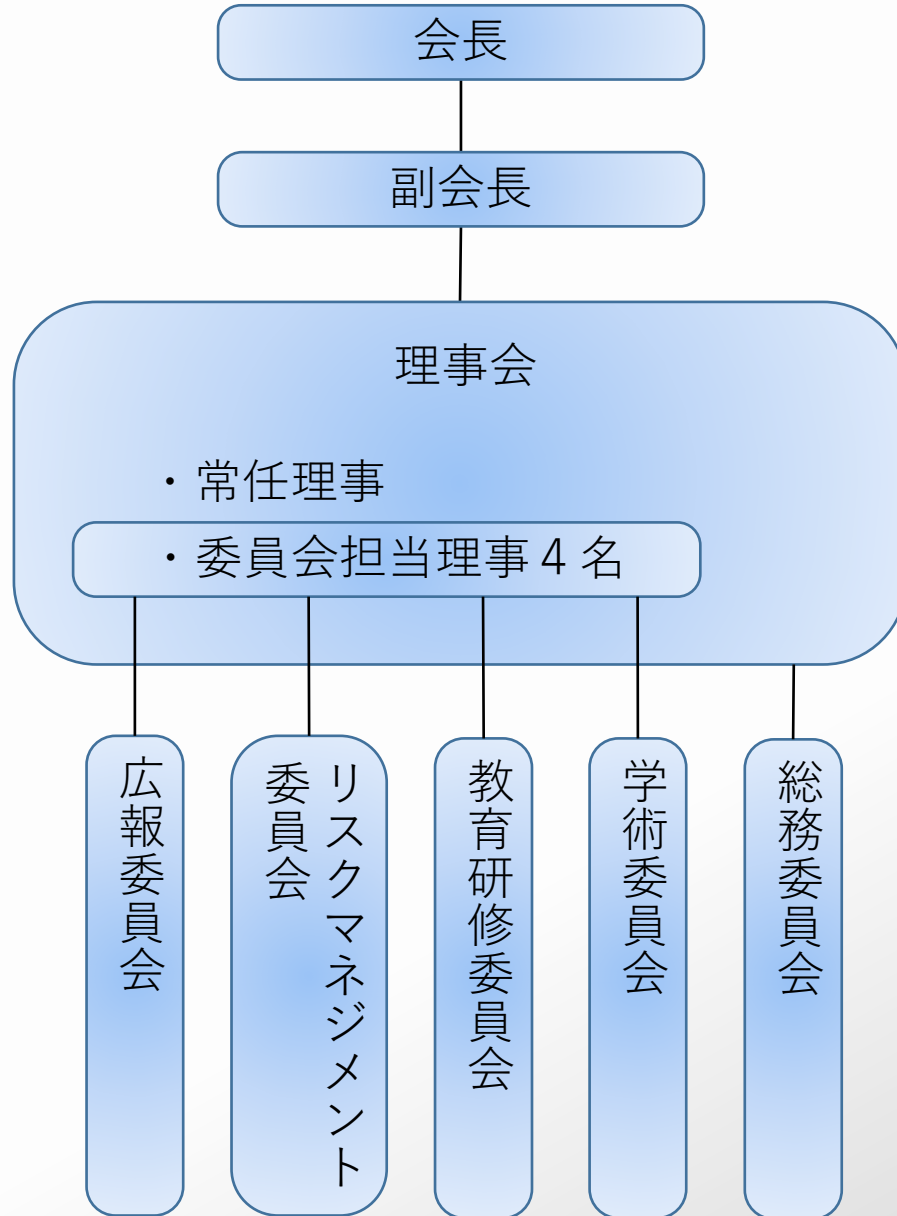 会長
副会長
理事会
・常任理事
・委員会担当理事４名
広報委員会
リスクマネジメント
委員会
教育研修委員会
学術委員会
総務委員会